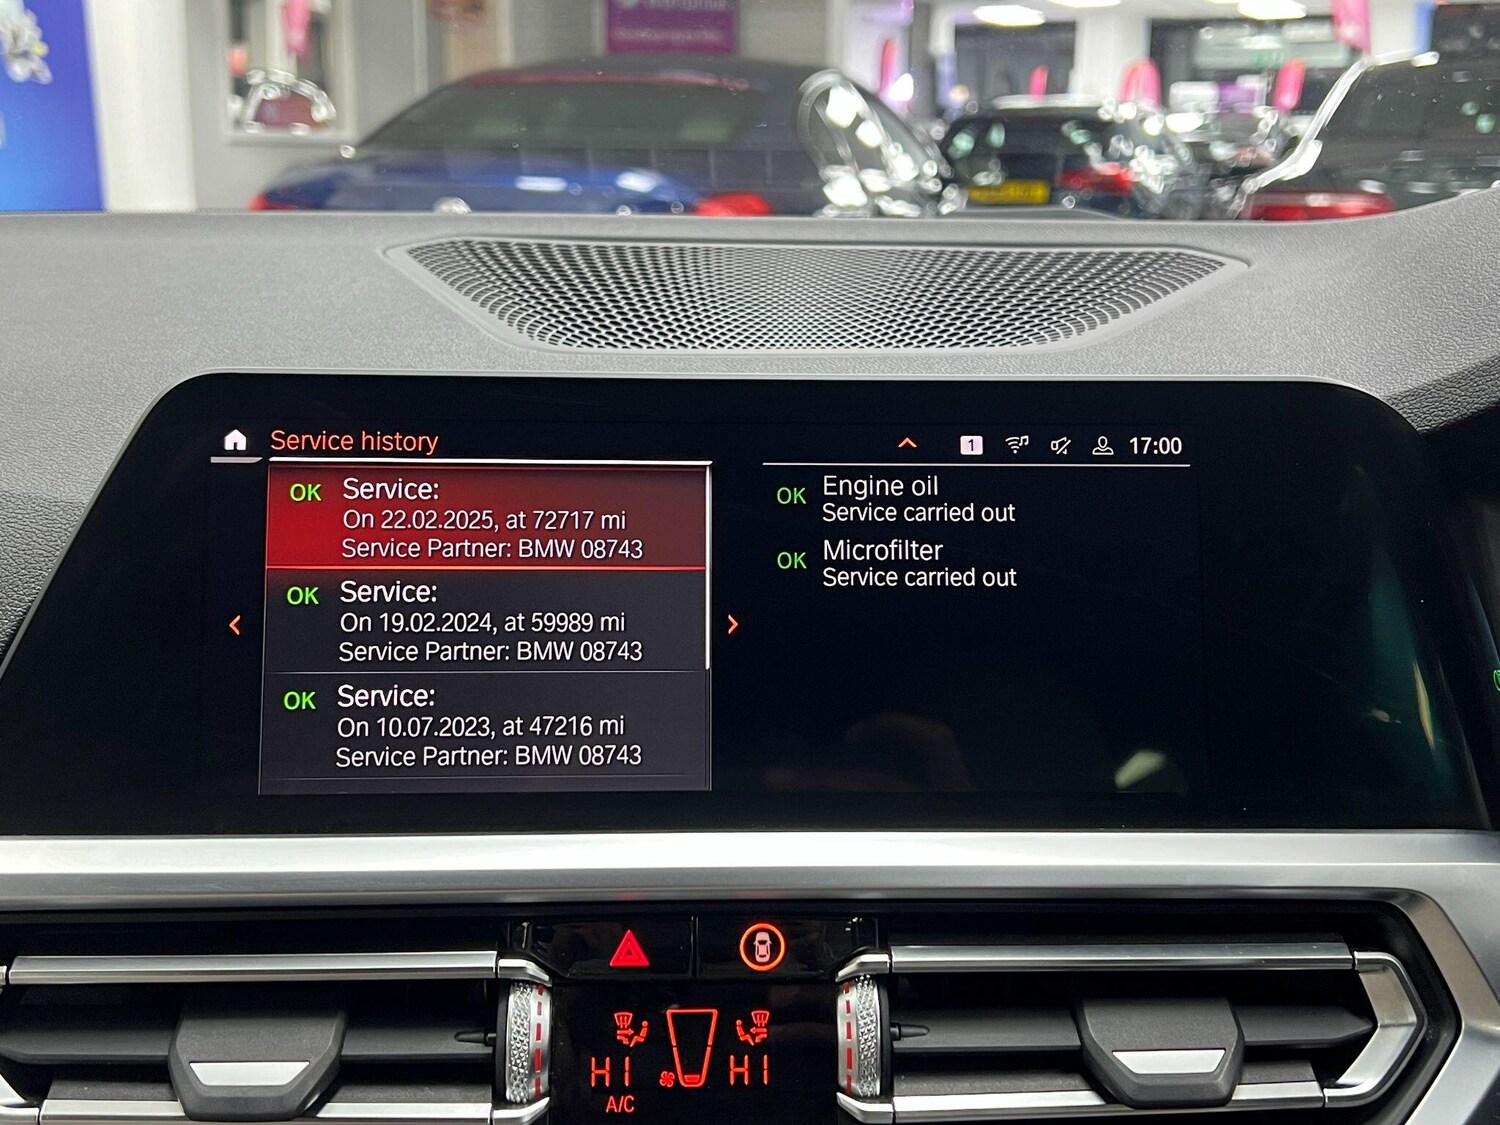 Service history
1
17:00
OK Service:
On 22.02.2025, at 72717 mi
Service Partner: BMW 08743
OK Service:
On 19.02.2024, at 59989 mi
Service Partner: BMW 08743
OK Service:
On 10.07.2023, at 47216 mi
Service Partner: BMW 08743
OK Engine oil
Service carried out
OK Microfilter
Service carried out
HI
HI
A/C